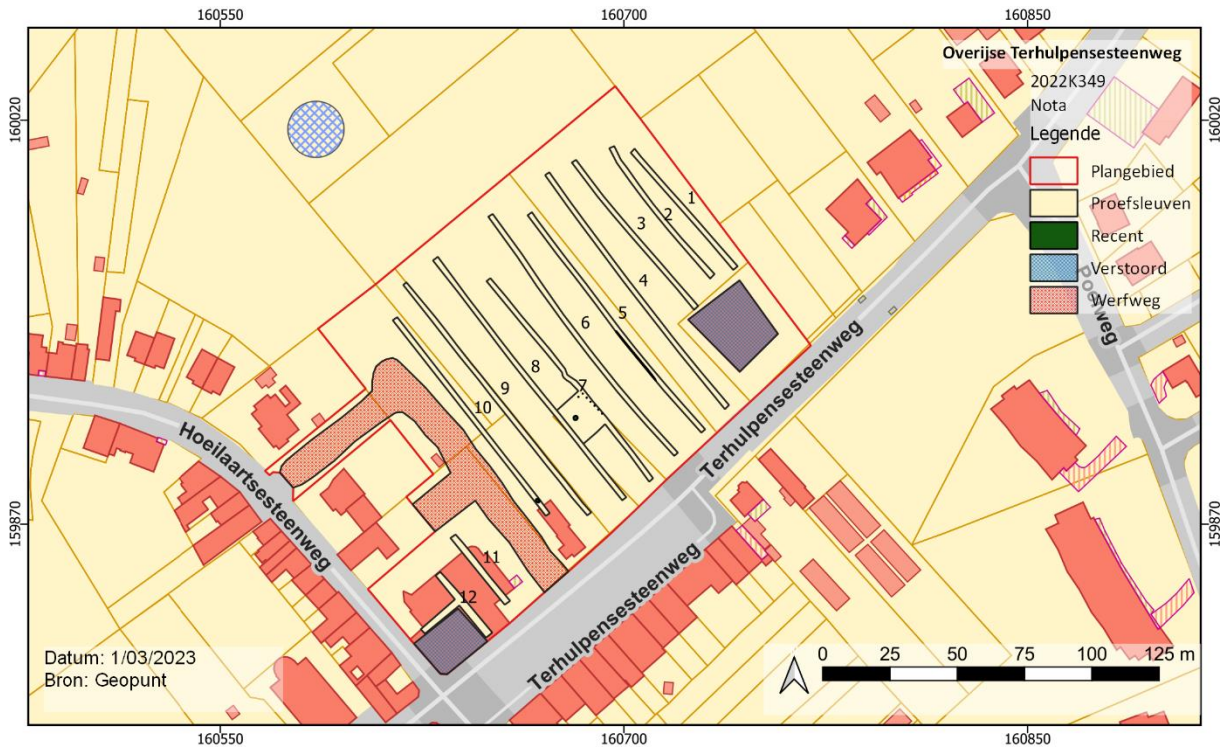 160550
160700
160850
160020
160020
Overijse Terhulpensesteenweg
2022K349
Nota
Legende
Plangebied
Proefsleuven
Recent
Verstoord
Werfweg
1
2
3
4
5
6
7
8
9
10
11
12
Poelweg
Terhulpensesteenweg
Hoeilaartsesteenweg
Terhulpensesteenweg
159870
159870
Datum: 1/03/2023
Bron: Geopunt
0 25 50 75 100 125 m
160550
160700
160850